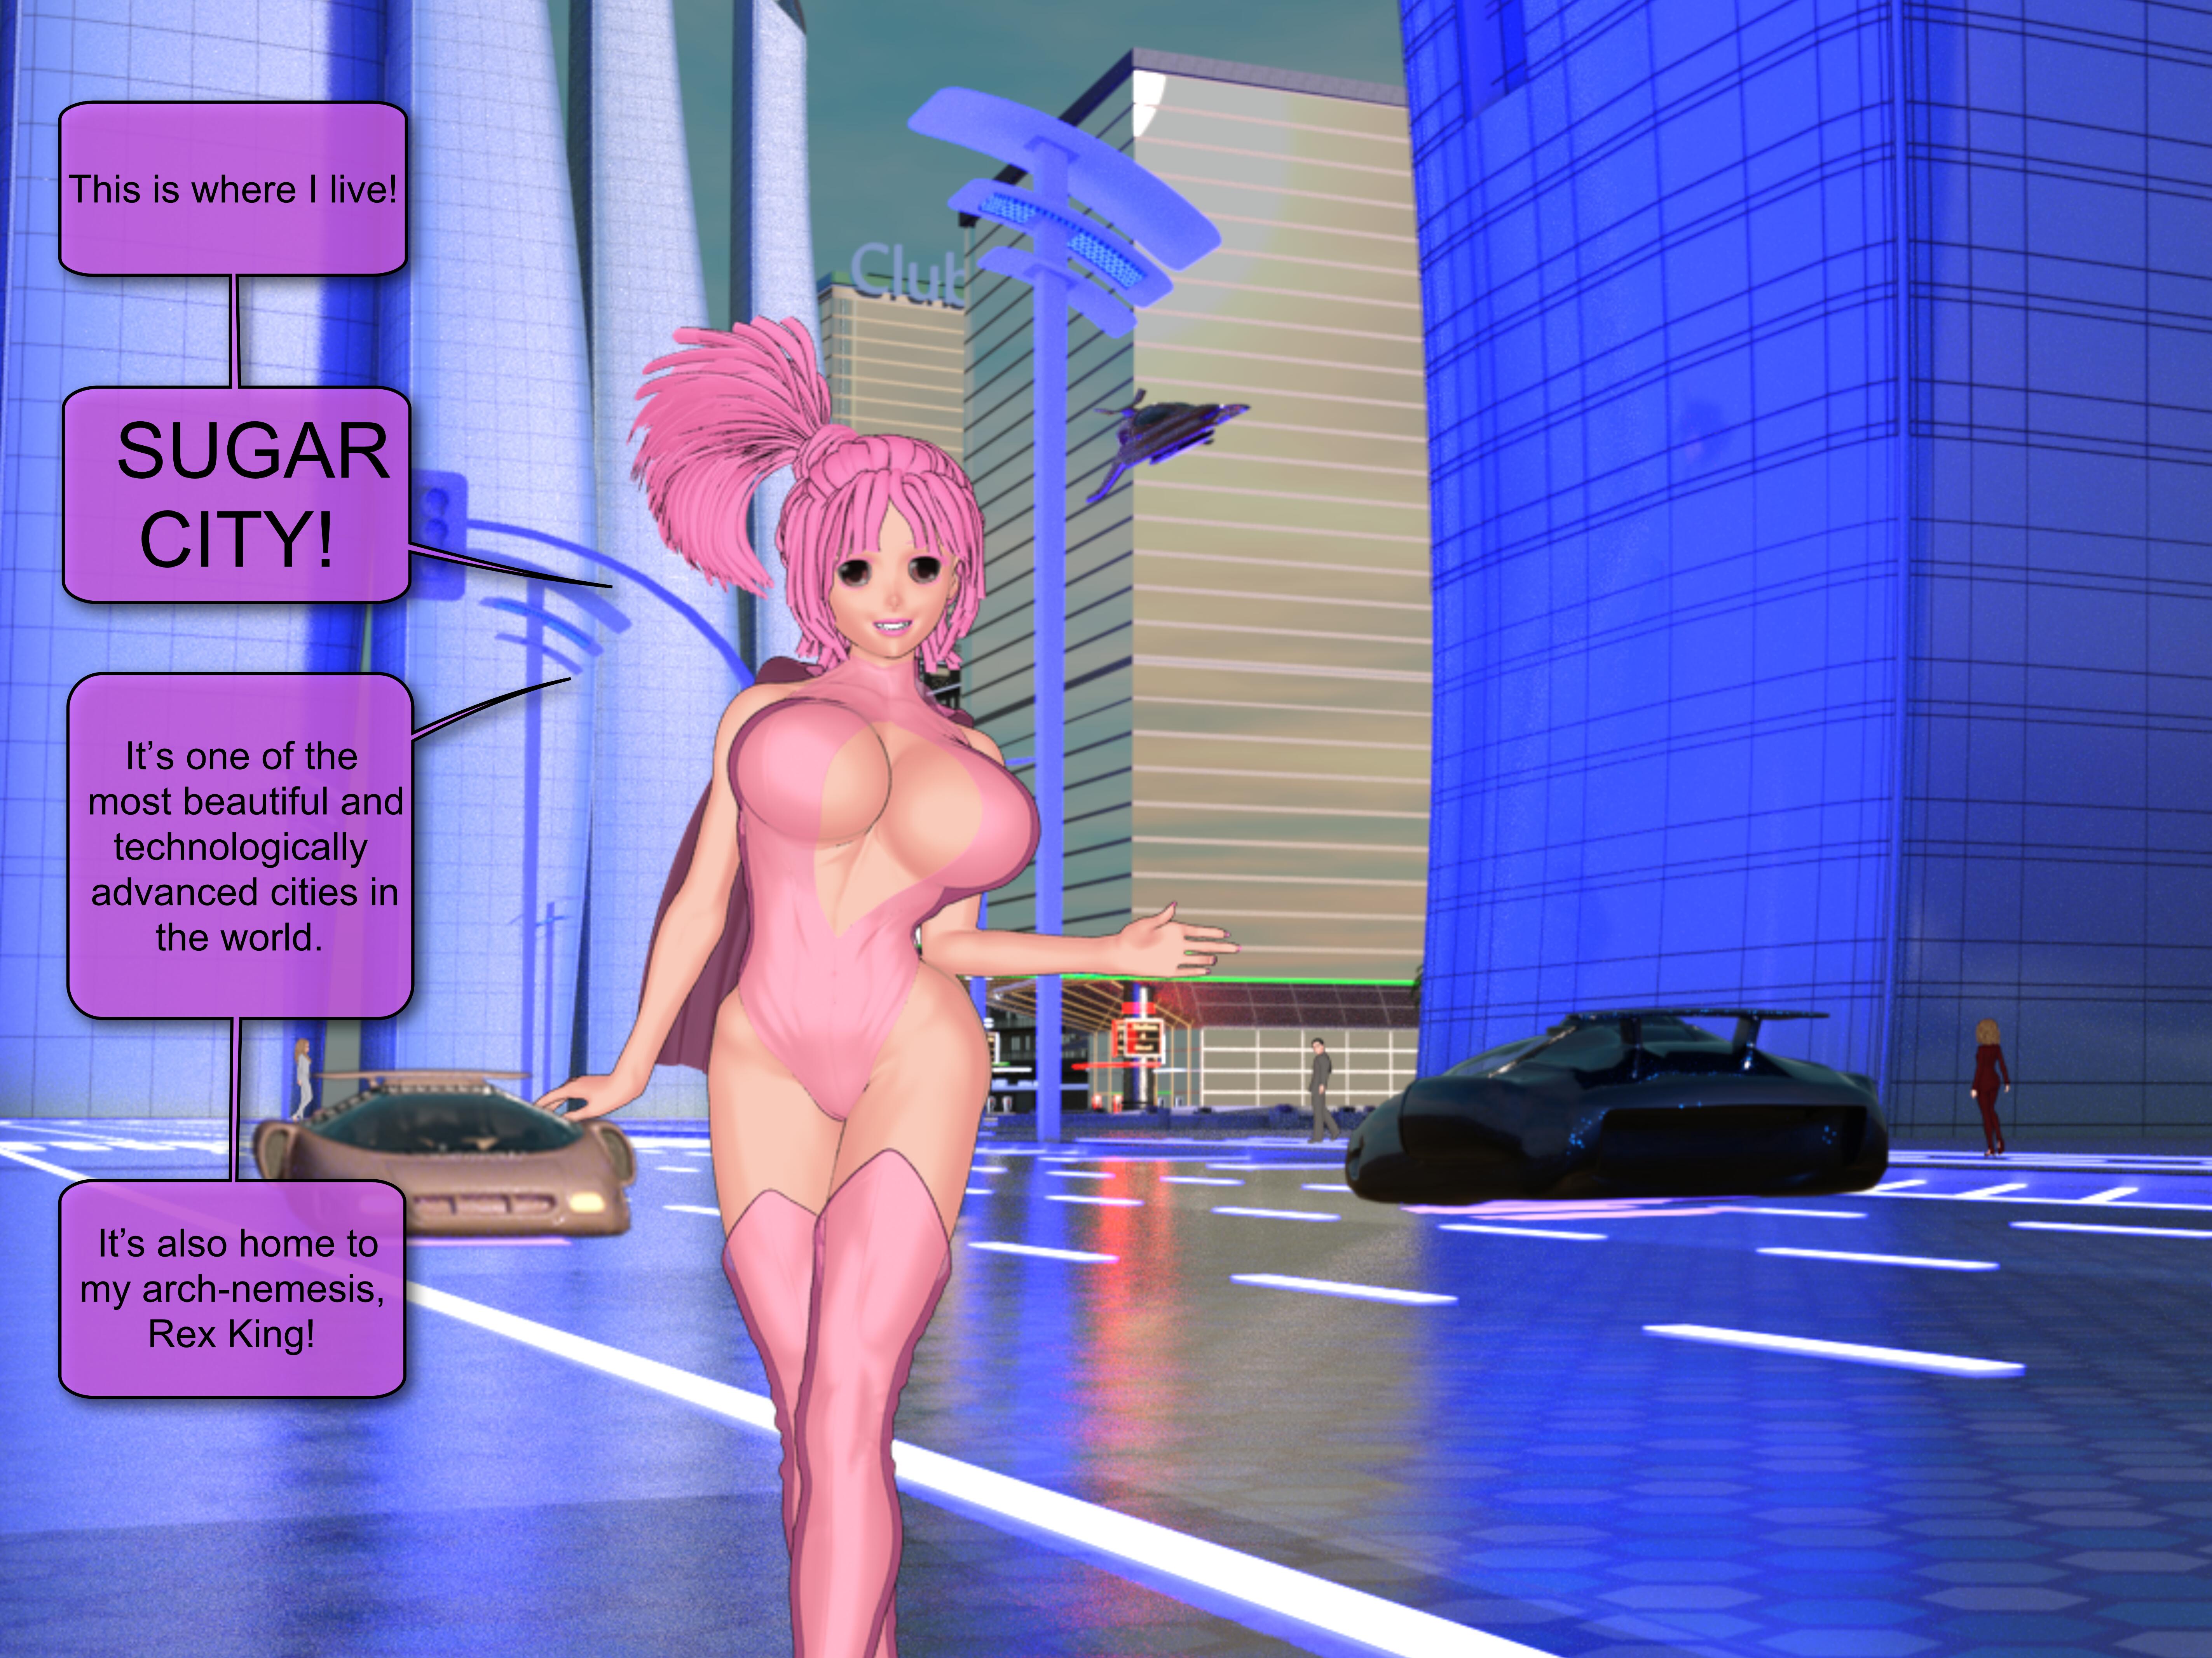 This is where I live!
SUGAR
CITY!
It’s one of the
most beautiful and
technologically
advanced cities in
the world.
It’s also home to
my arch-nemesis,
Rex King!
Club